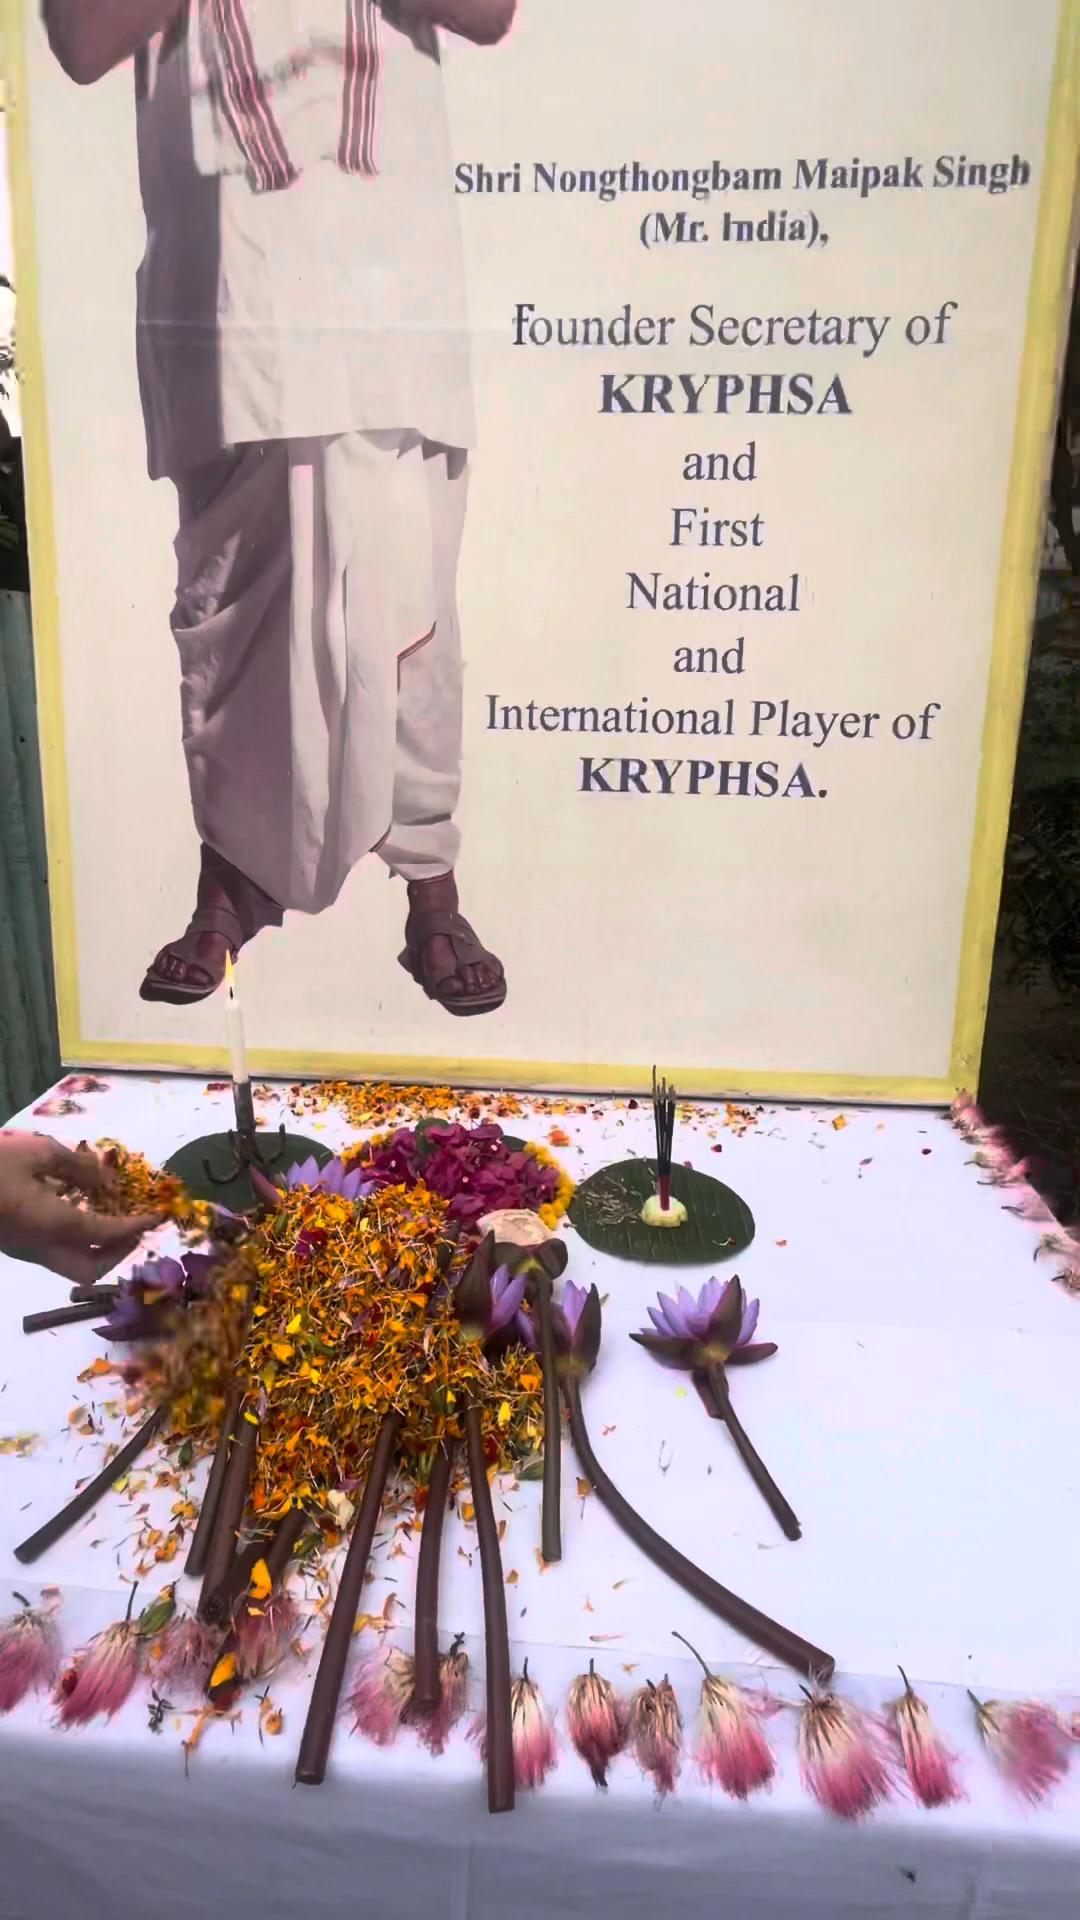 Shri Nongthongbam Maipak Singh
(Mr. India),
founder Secretary of
KRYPHSA
and
First
National
and
International Player of
KRYPHSA.